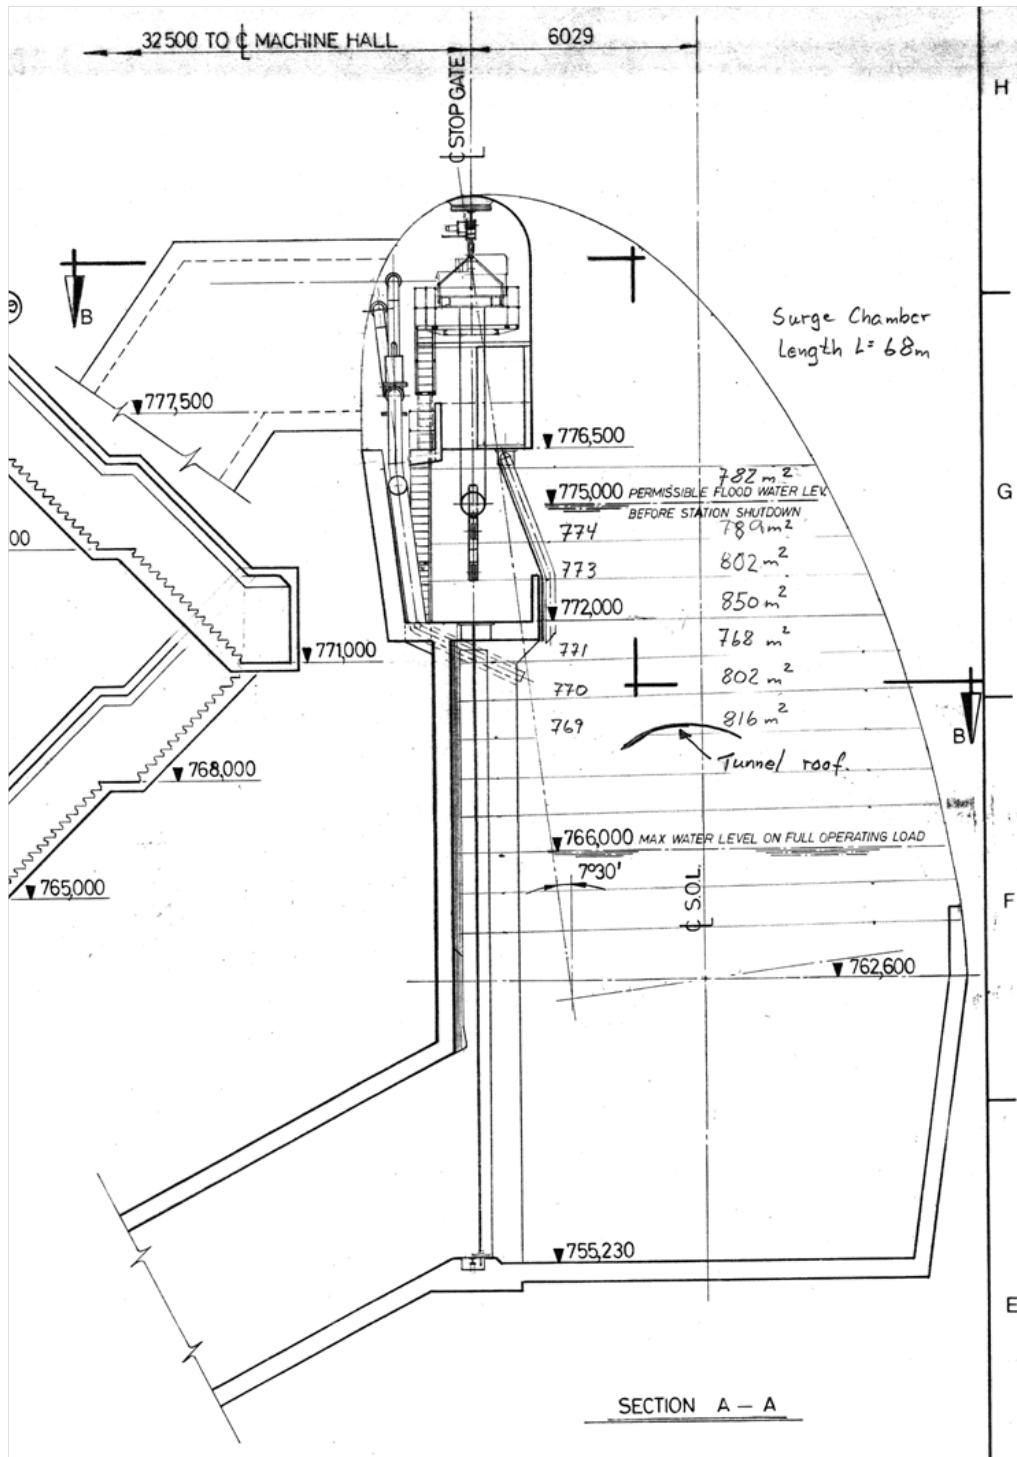 32500 TO ℄ MACHINE HALL
6029
H
℄ STOP GATE
B
Surge Chamber
Length L= 68m
777,500
776,500
782 m²
G
775,000 PERMISSIBLE FLOOD WATER LEV.
BEFORE STATION SHUTDOWN
774 789m²
00
773 802 m²
772,000 850 m²
771,000
771 768 m²
770 802 m²
769 816 m²
B
Tunnel roof.
768,000
766,000 MAX WATER LEVEL ON FULL OPERATING LOAD
7°30'
765,000
℄ S.O.L.
F
762,600
755,230
E
SECTION A — A